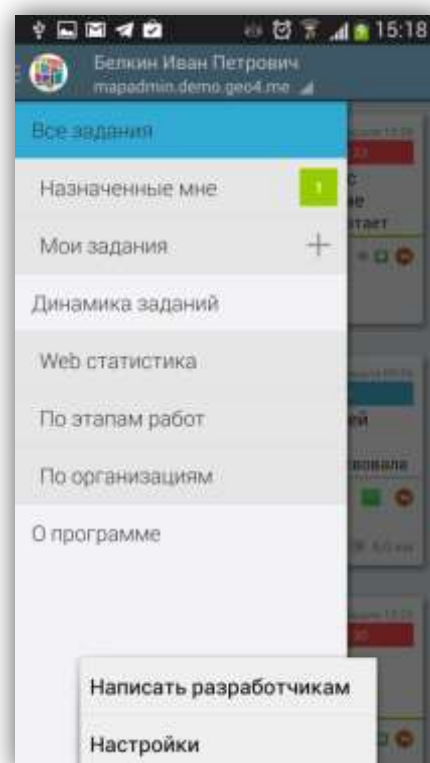 15:18
Белкин Иван Петрович
mapadmin.demo.geo4.me
Все задания
Назначенные мне
1
Мои задания
+
Динамика заданий
Web статистика
По этапам работ
По организациям
О программе
Написать разработчикам
Настройки